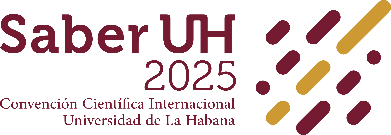 Saber UH
2025
Convención Científica Internacional
Universidad de La Habana